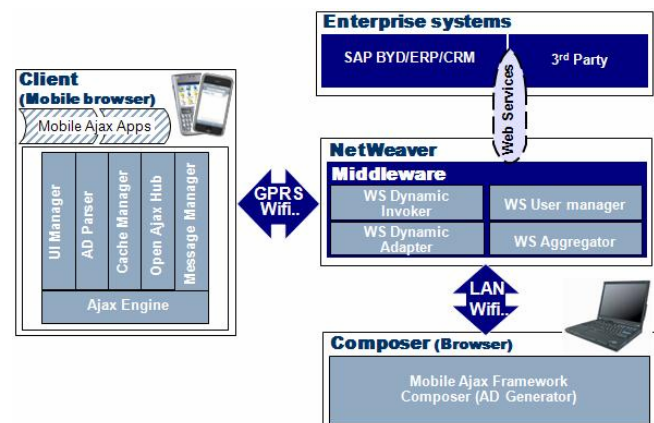 Enterprise systems
SAP BYD/ERP/CRM
3rd Party
Web Services
Client
(Mobile browser)
Mobile Ajax Apps
UI Manager
AD Parser
Cache Manager
Open Ajax Hub
Message Manager
Ajax Engine
GPRS
Wifi..
NetWeaver
Middleware
WS Dynamic
Invoker
WS User manager
WS Dynamic
Adapter
WS Aggregator
LAN
Wifi..
Composer (Browser)
Mobile Ajax Framework
Composer (AD Generator)